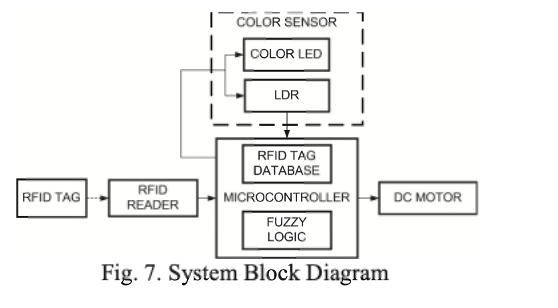 COLOR SENSOR
COLOR LED
LDR
RFID TAG
DATABASE
RFID TAG
RFID
READER
MICROCONTROLLER
DC MOTOR
FUZZY
LOGIC
Fig. 7. System Block Diagram